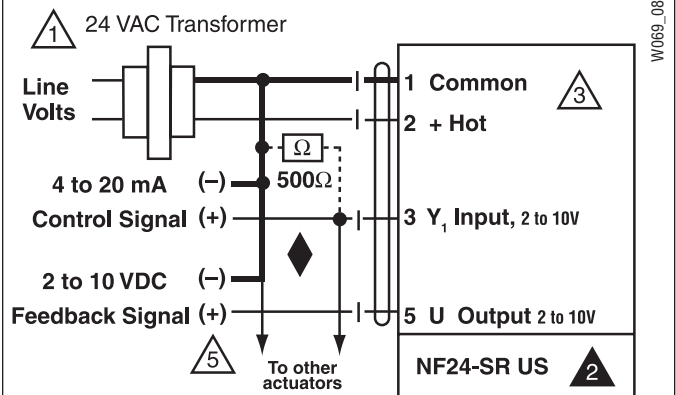 1 24 VAC Transformer
W069_08
Line
Volts
1 Common
3
2 + Hot
Ω
500Ω
4 to 20 mA (–)
Control Signal (+)
3 Y1 Input, 2 to 10V
2 to 10 VDC (–)
Feedback Signal (+)
5 U Output 2 to 10V
5
To other
actuators
NF24-SR US 2